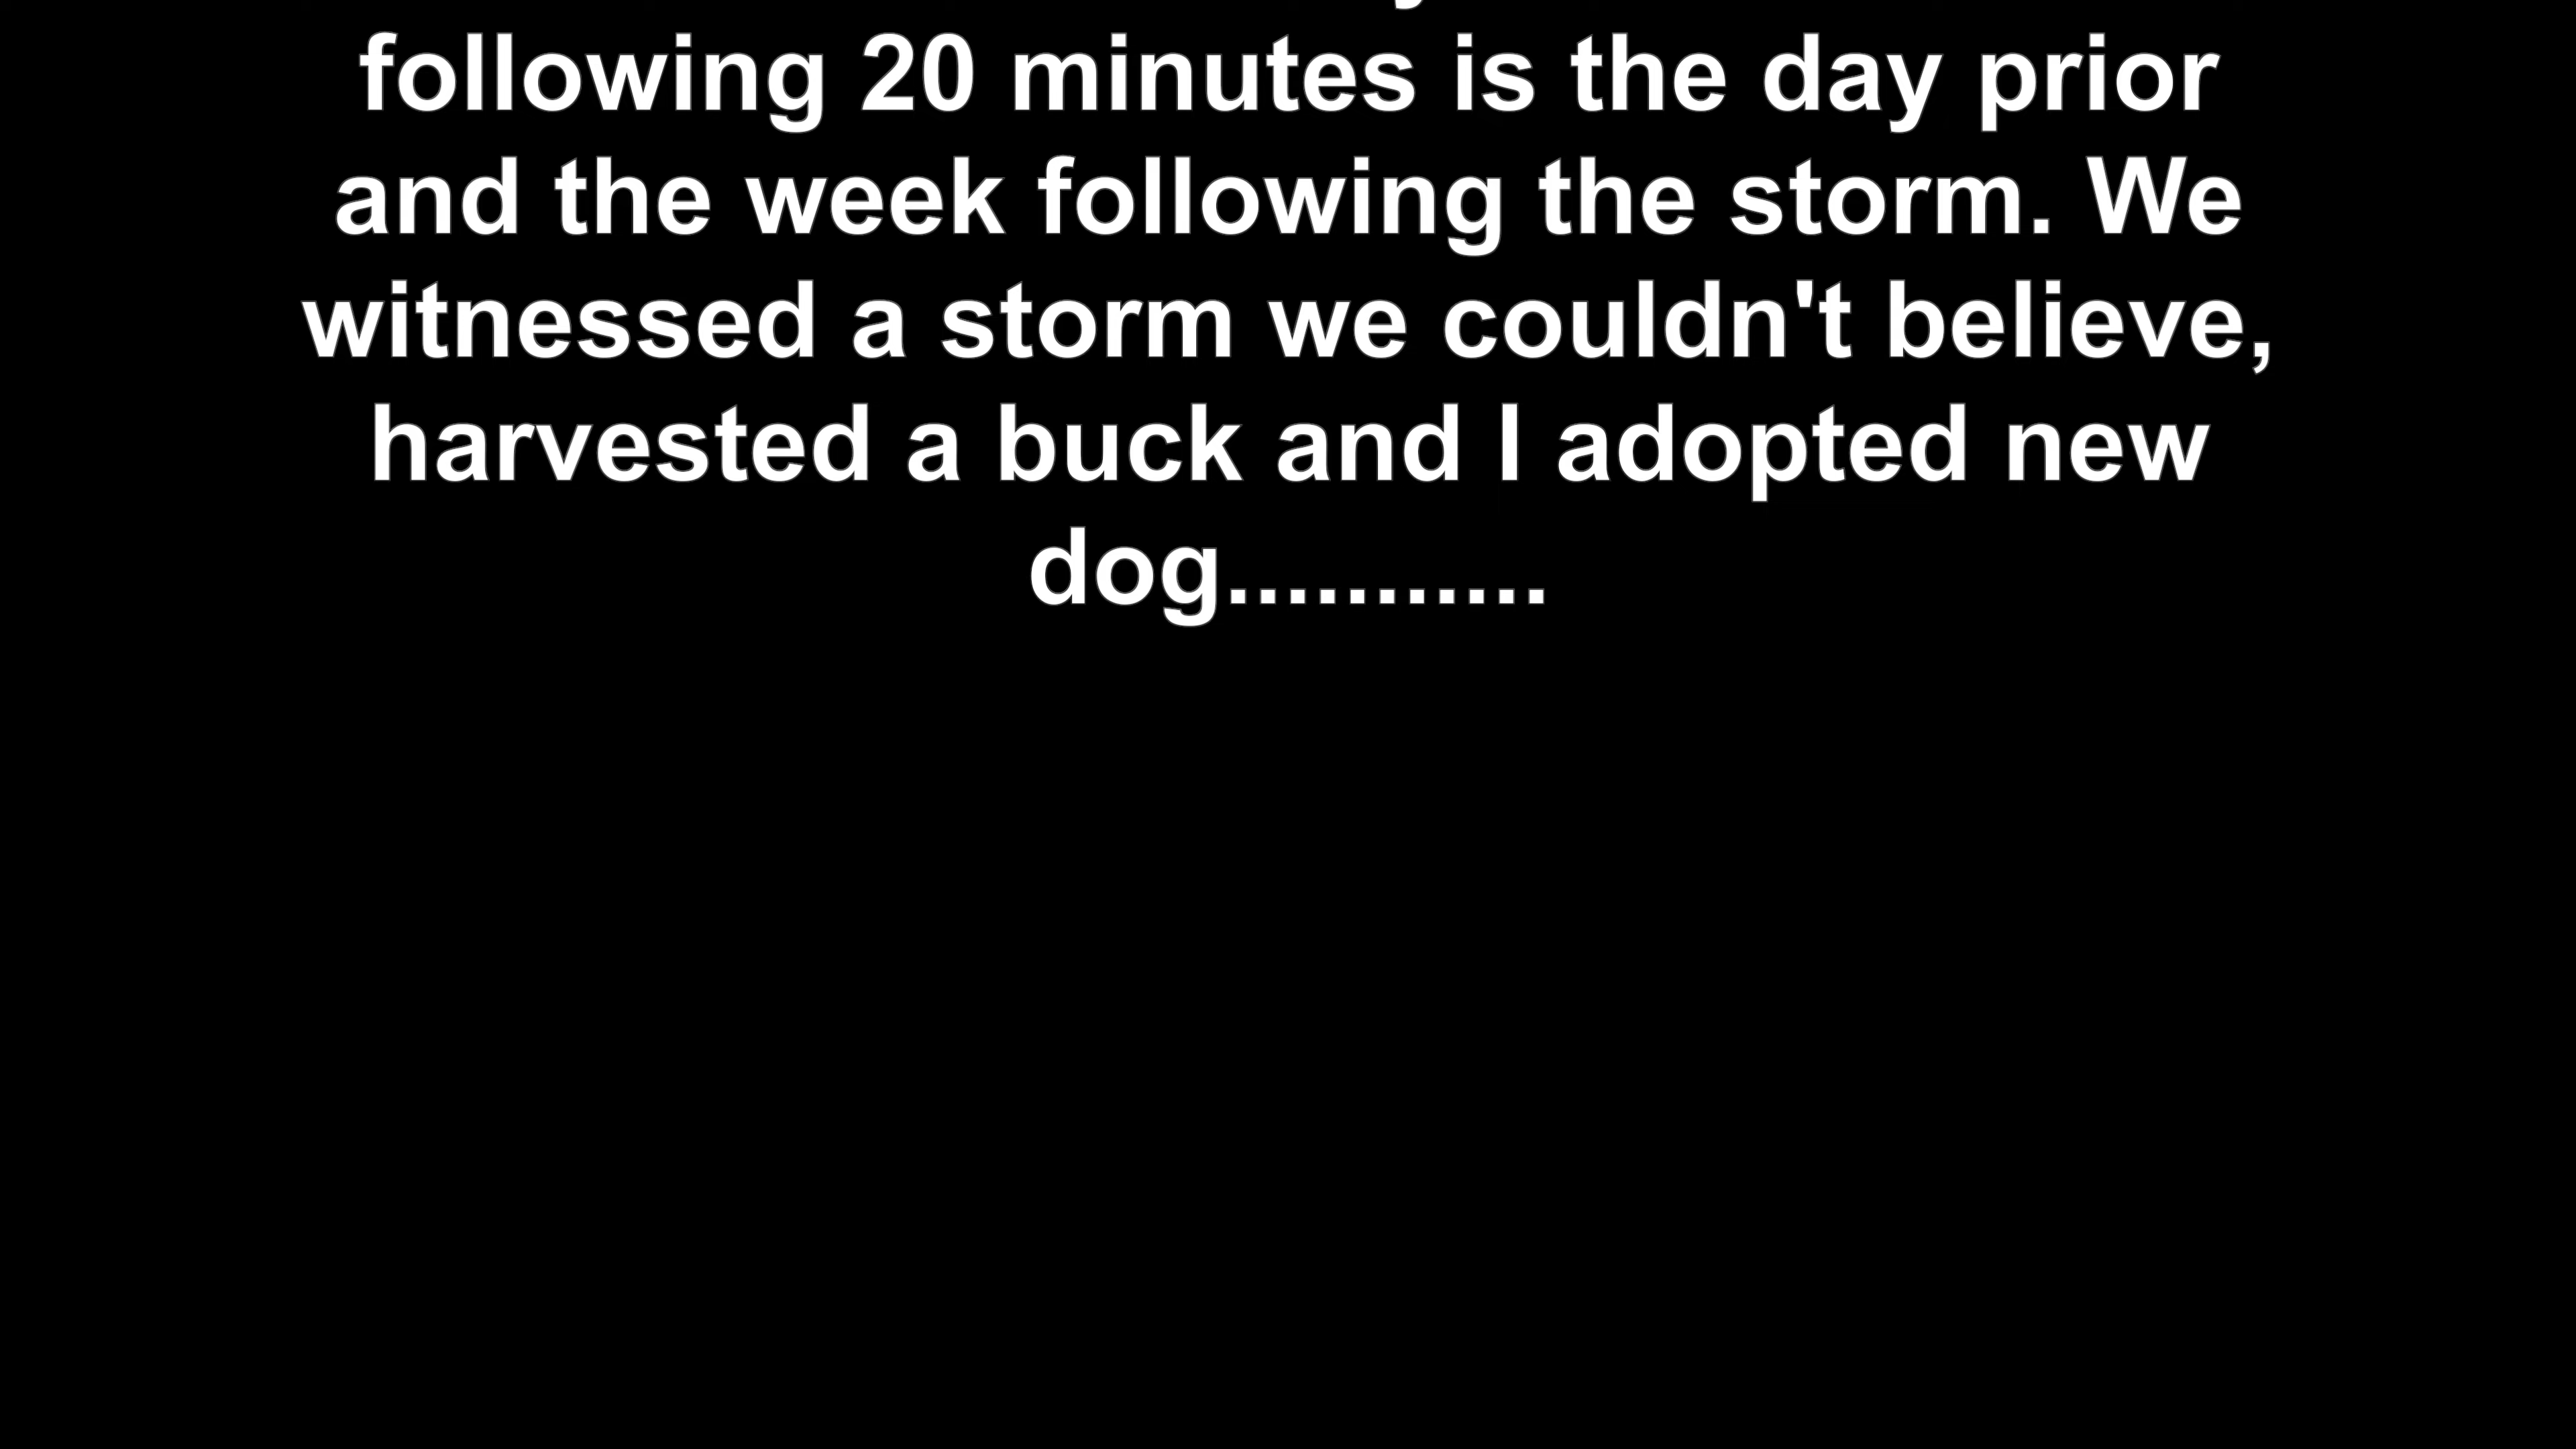 following 20 minutes is the day prior
and the week following the storm. We
witnessed a storm we couldn't believe,
harvested a buck and I adopted new
dog...........